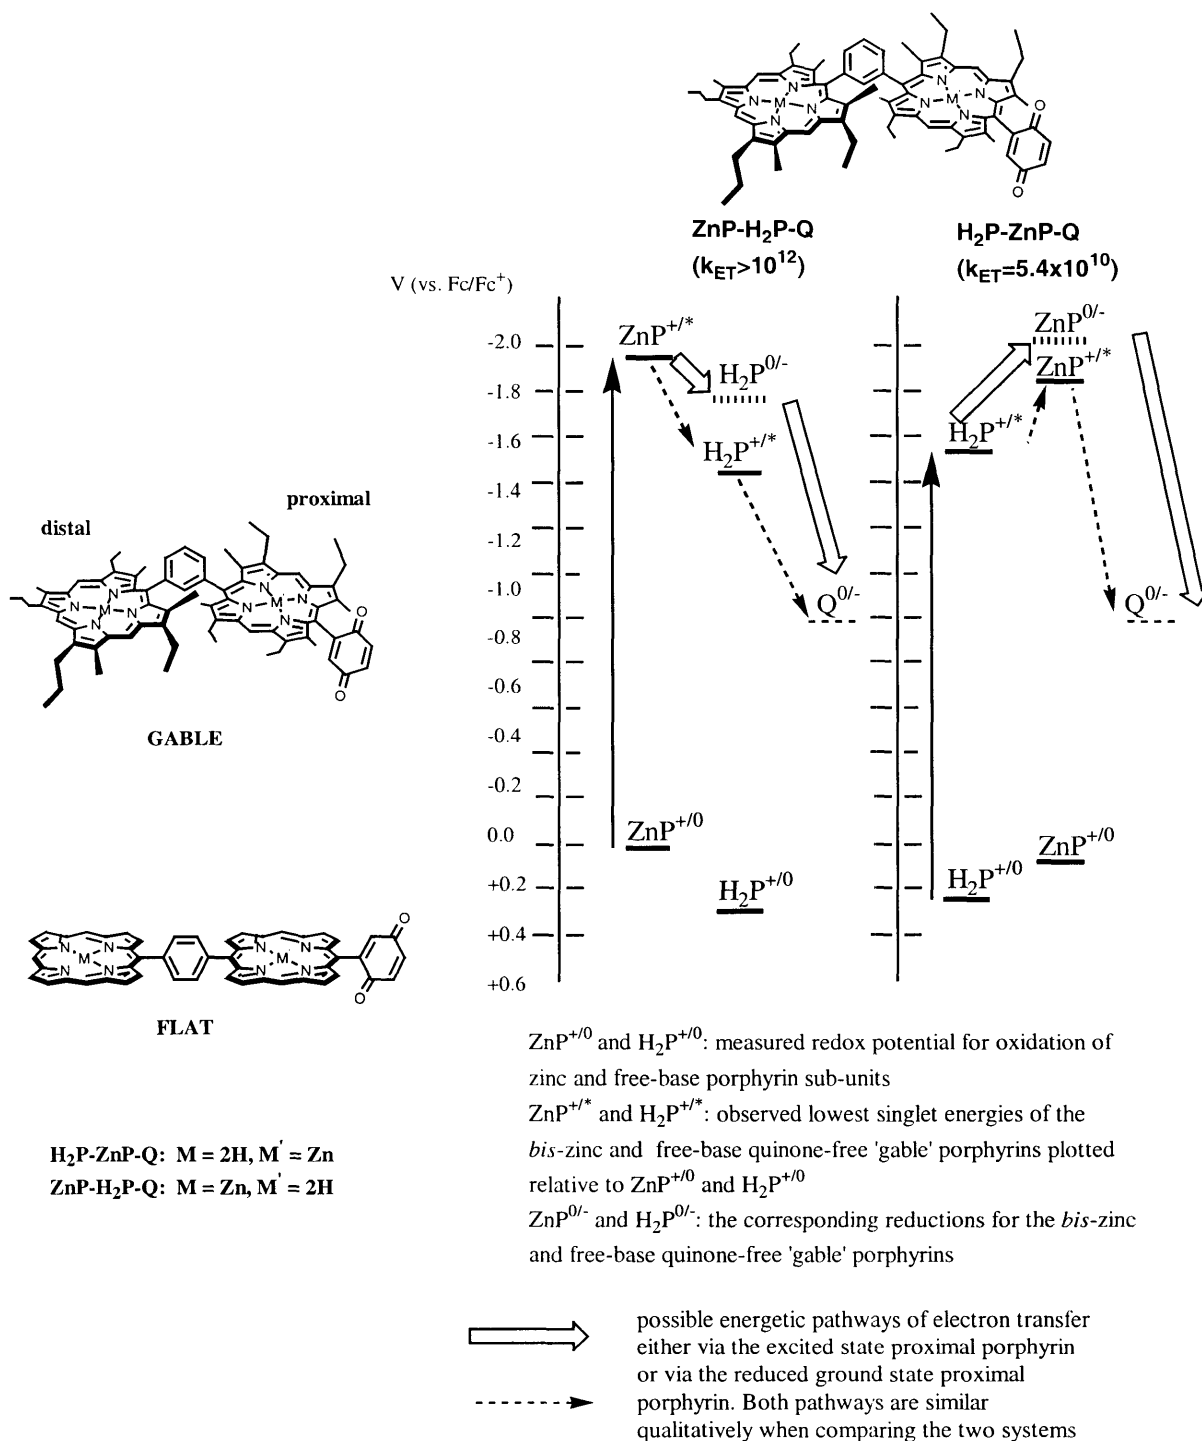 ZnP-H₂P-Q
(k_ET>10¹²)
H₂P-ZnP-Q
(k_ET=5.4x10¹⁰)
V (vs. Fc/Fc⁺)
-2.0
-1.8
-1.6
-1.4
-1.2
-1.0
-0.8
-0.6
-0.4
-0.2
0.0
+0.2
+0.4
+0.6
ZnP⁺/*
H₂P⁰/⁻
H₂P⁺/*
Q⁰/⁻
ZnP⁺/⁰
H₂P⁺/⁰
ZnP⁰/⁻
ZnP⁺/*
H₂P⁺/*
Q⁰/⁻
ZnP⁺/⁰
H₂P⁺/⁰
M
N
N
N
N
M
N
N
N
N
O
O
proximal
distal
M
N
N
N
N
M'
N
N
N
N
O
O
GABLE
M
N
N
N
N
M'
N
N
N
N
O
O
FLAT
H₂P-ZnP-Q: M = 2H, M' = Zn
ZnP-H₂P-Q: M = Zn, M' = 2H
ZnP⁺/⁰ and H₂P⁺/⁰: measured redox potential for oxidation of
zinc and free-base porphyrin sub-units
ZnP⁺/* and H₂P⁺/*: observed lowest singlet energies of the
bis-zinc and free-base quinone-free 'gable' porphyrins plotted
relative to ZnP⁺/⁰ and H₂P⁺/⁰
ZnP⁰/⁻ and H₂P⁰/⁻: the corresponding reductions for the bis-zinc
and free-base quinone-free 'gable' porphyrins
possible energetic pathways of electron transfer
either via the excited state proximal porphyrin
or via the reduced ground state proximal
porphyrin. Both pathways are similar
qualitatively when comparing the two systems